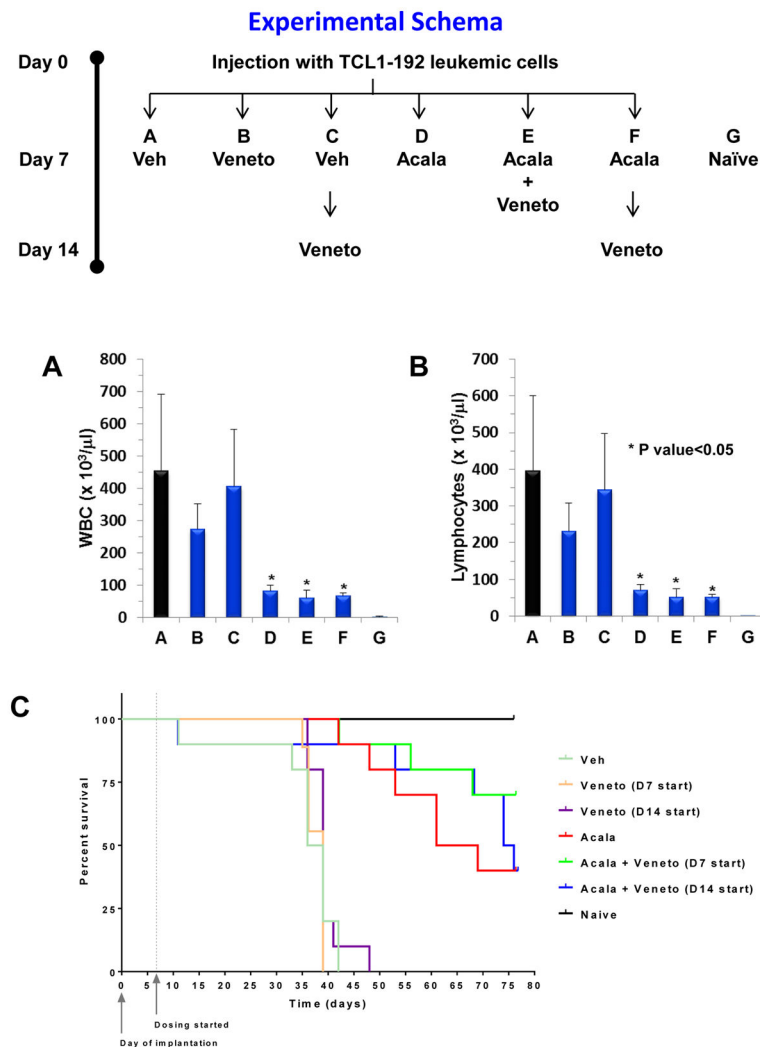 Experimental Schema
Day 0
Injection with TCL1-192 leukemic cells
A B C D E F G
Day 7
Veh Veneto Veh Acala Acala Acala Naïve
+
Veneto
Day 14
Veneto Veneto
A
800
700
600
500
400
300
200
100
0
WBC (x 10³/µl)
* * *
A B C D E F G
B
700
600
500
400
300
200
100
0
Lymphocytes (x 10³/µl)
* P value<0.05
* * *
A B C D E F G
C
100
75
50
25
0
Percent survival
0 5 10 15 20 25 30 35 40 45 50 55 60 65 70 75 80
Time (days)
Dosing started
Day of implantation
Veh
Veneto (D7 start)
Veneto (D14 start)
Acala
Acala + Veneto (D7 start)
Acala + Veneto (D14 start)
Naive